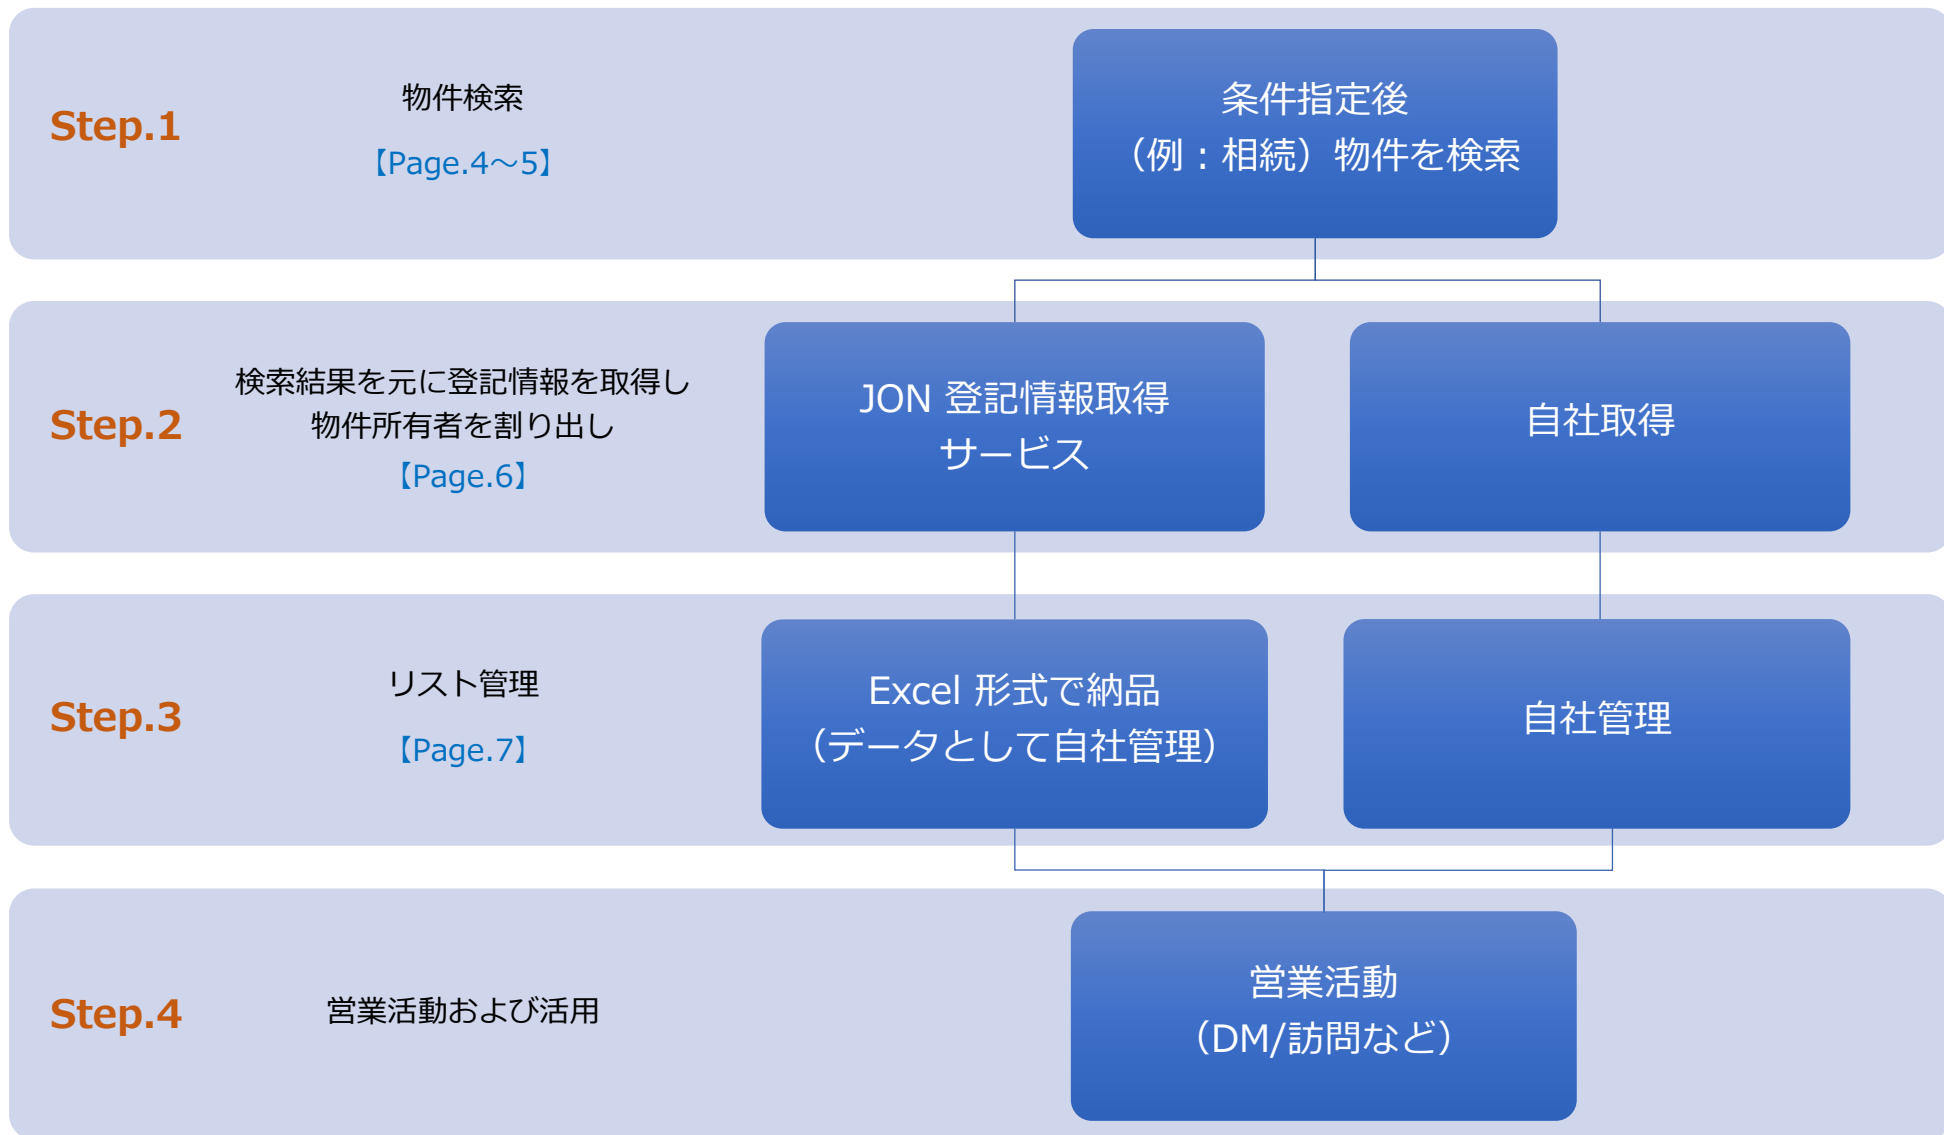 Step.1
物件検索
【Page.4～5】
条件指定後
（例：相続）物件を検索
Step.2
検索結果を元に登記情報を取得し
物件所有者を割り出し
【Page.6】
JON 登記情報取得
サービス
自社取得
Step.3
リスト管理
【Page.7】
Excel 形式で納品
（データとして自社管理）
自社管理
Step.4
営業活動および活用
営業活動
（DM/訪問など）